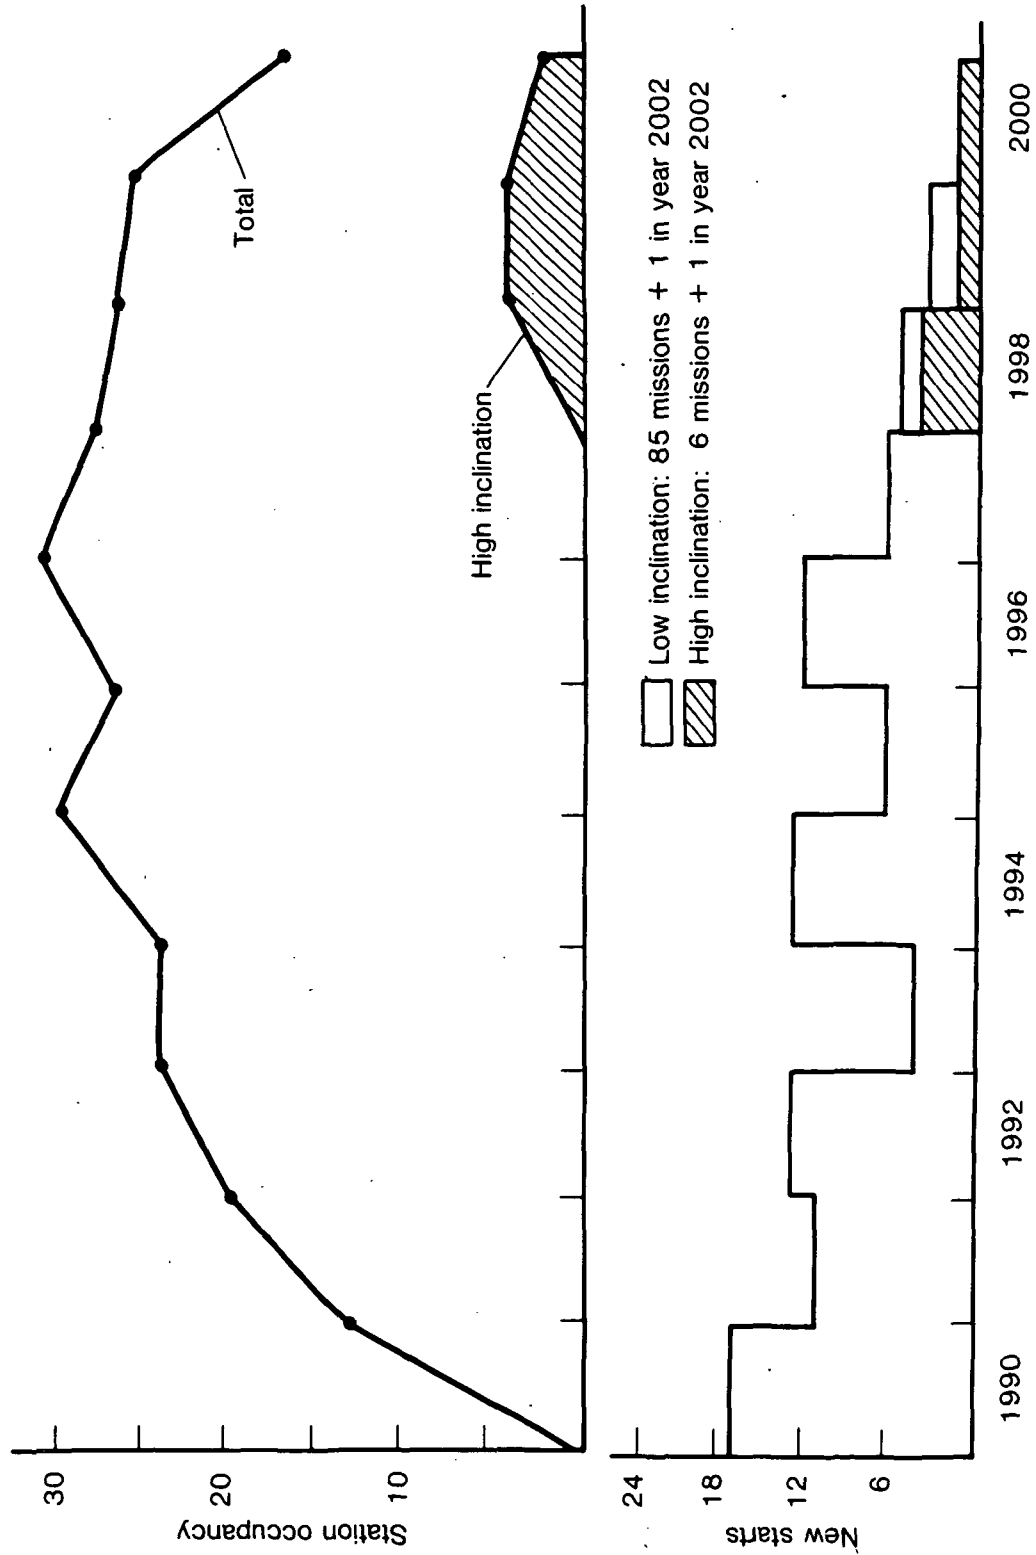 Station occupancy
30
20
10
Total
High inclination
Low inclination: 85 missions + 1 in year 2002
High inclination: 6 missions + 1 in year 2002
New starts
24
18
12
6
1990
1992
1994
1996
1998
2000